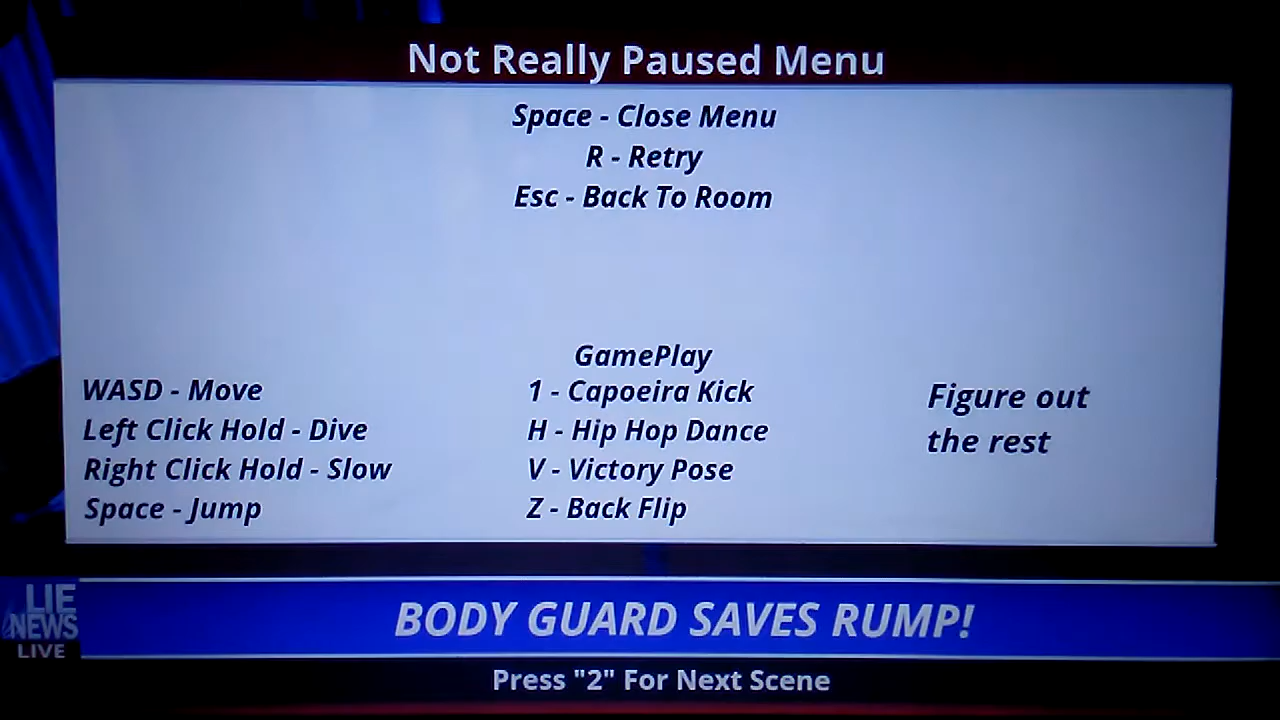 Not Really Paused Menu
Space - Close Menu
R - Retry
Esc - Back To Room
GamePlay
WASD - Move
Left Click Hold - Dive
Right Click Hold - Slow
Space - Jump
1 - Capoeira Kick
H - Hip Hop Dance
V - Victory Pose
Z - Back Flip
Figure out
the rest
LIE
NEWS
LIVE
BODY GUARD SAVES RUMP!
Press "2" For Next Scene